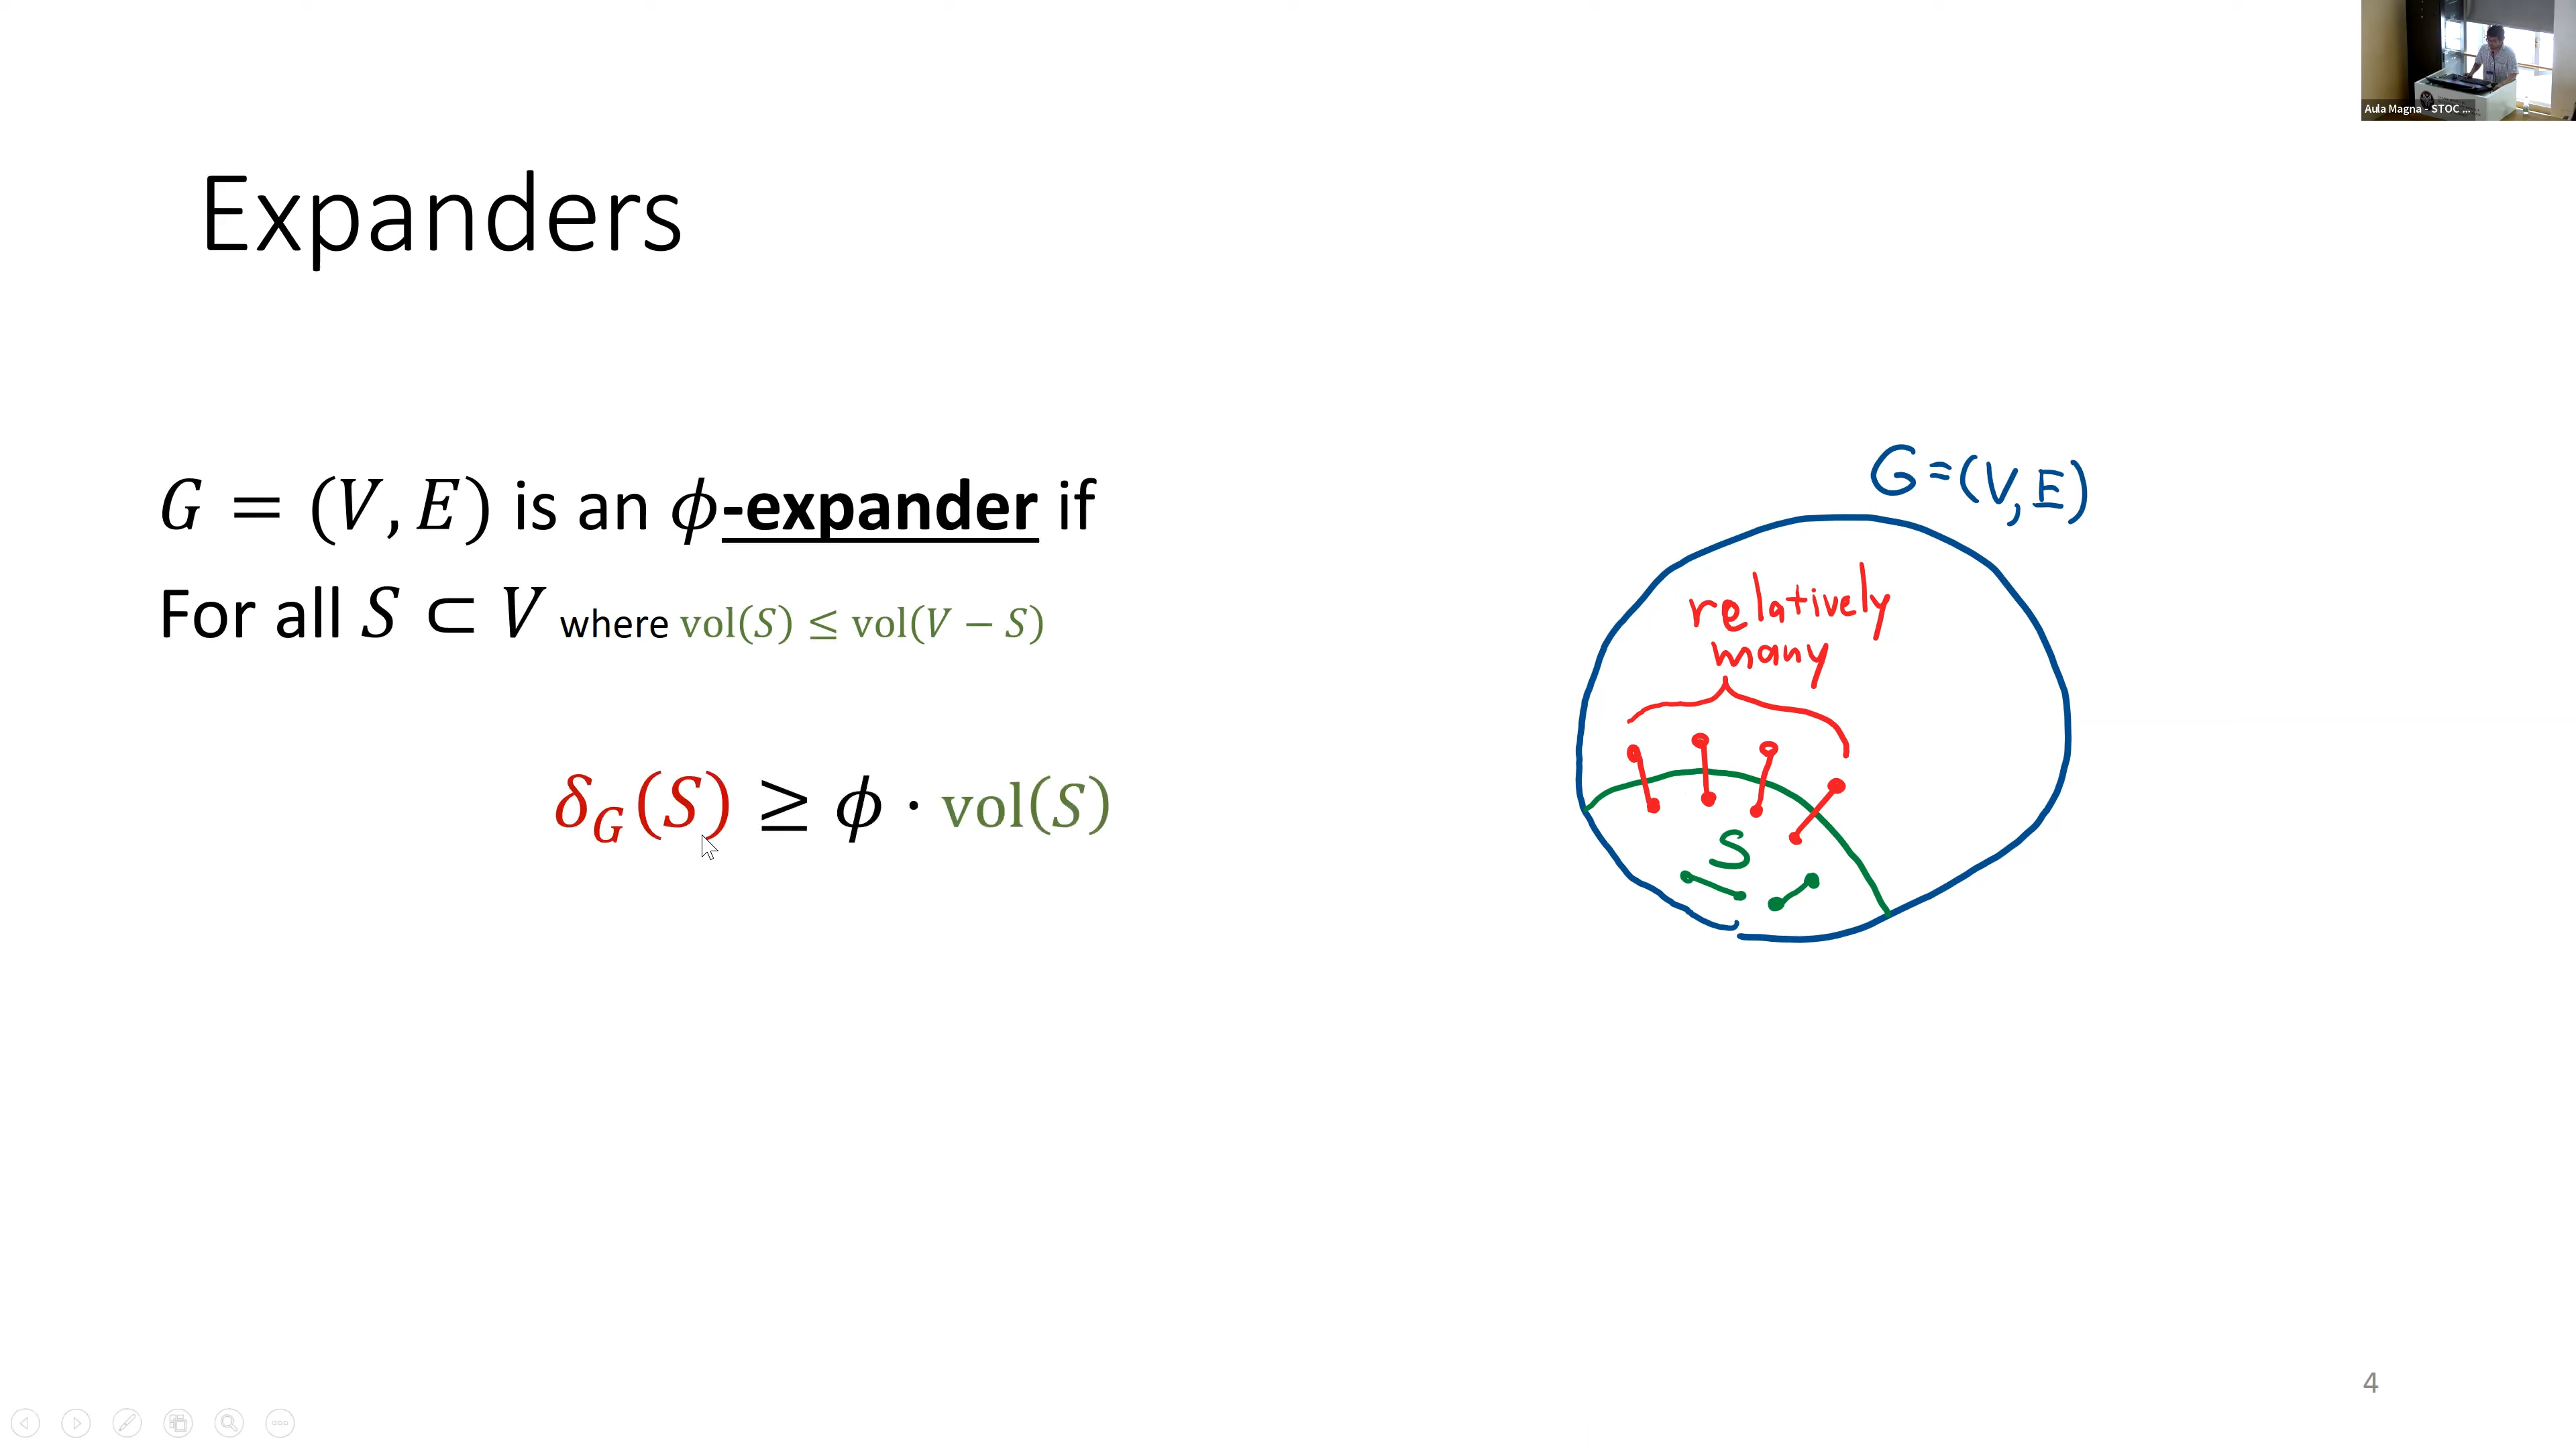 Aula Magna - STOC ...
Expanders
G = (V, E) is an ϕ-expander if
For all S ⊂ V where vol(S) ≤ vol(V − S)
δ_G(S) ≥ ϕ · vol(S)
G=(V,E)
relatively
many
S
4